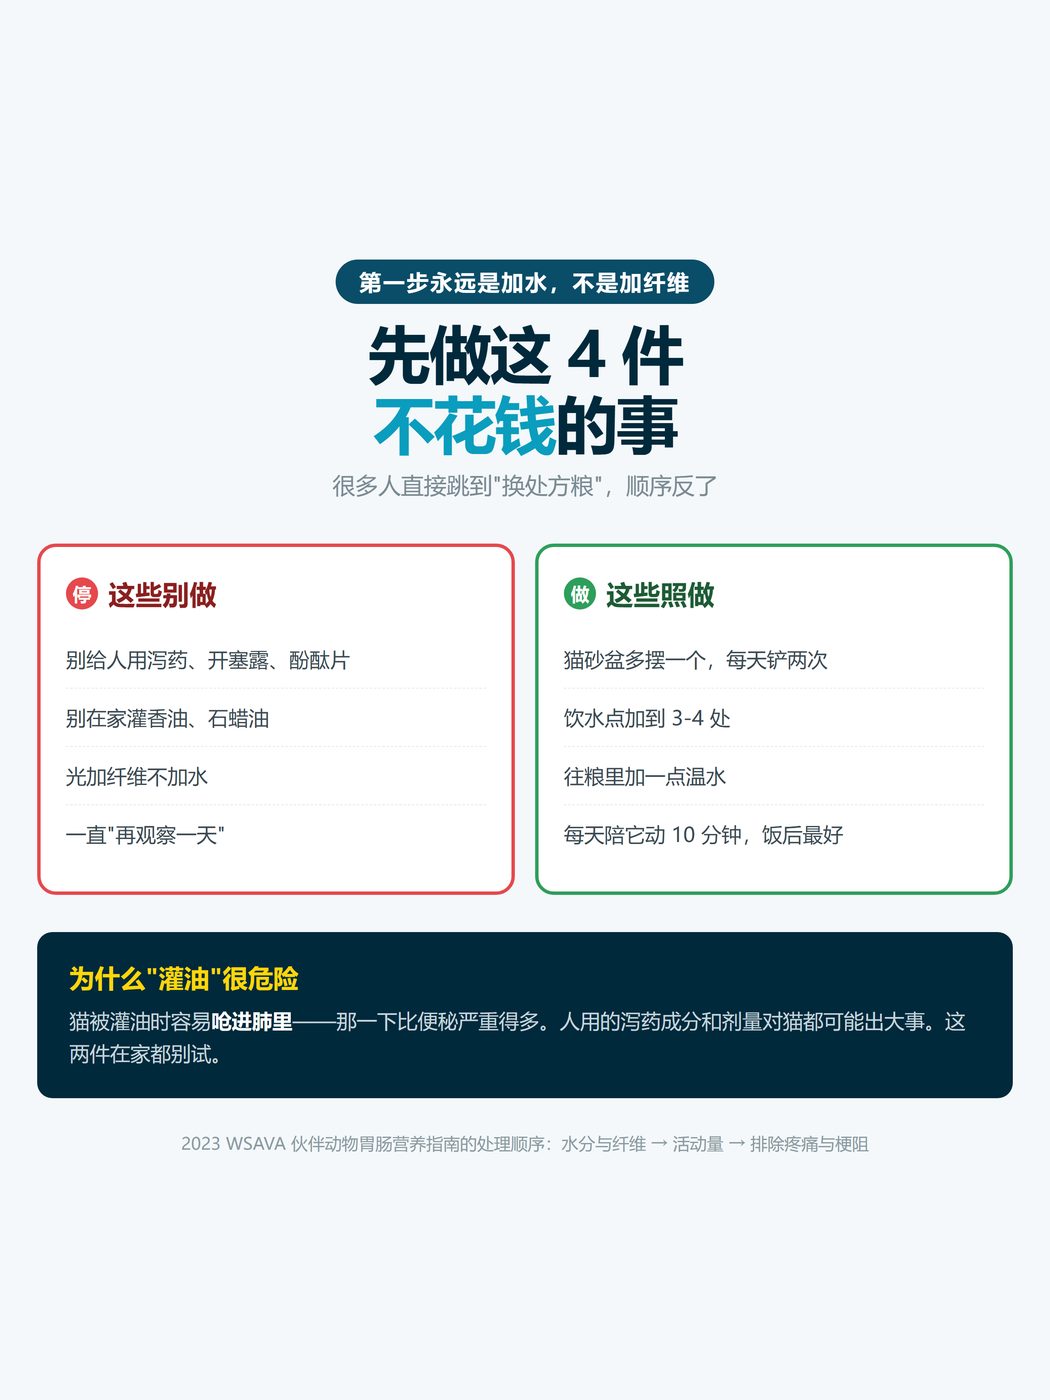 第一步永远是加水，不是加纤维
先做这 4 件
不花钱的事
很多人直接跳到"换处方粮"，顺序反了
停 这些别做
别给人用泻药、开塞露、酚酞片
别在家灌香油、石蜡油
光加纤维不加水
一直"再观察一天"
做 这些照做
猫砂盆多摆一个，每天铲两次
饮水点加到 3-4 处
往粮里加一点温水
每天陪它动 10 分钟，饭后最好
为什么"灌油"很危险
猫被灌油时容易呛进肺里——那一下比便秘严重得多。人用的泻药成分和剂量对猫都可能出大事。这
两件在家都别试。
2023 WSAVA 伙伴动物胃肠营养指南的处理顺序：水分与纤维 → 活动量 → 排除疼痛与梗阻